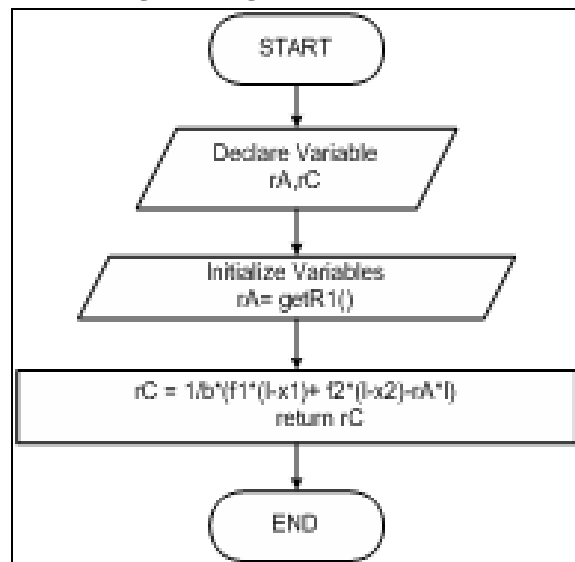 START
Declare Variable
rA,rC
Initialize Variables
rA= getR1()
rC = 1/b*(f1*(l-x1)+ f2*(l-x2)-rA*l)
return rC
END